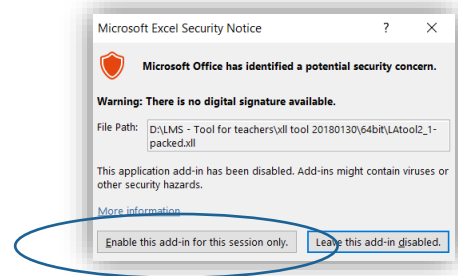 Microsoft Excel Security Notice
?
Microsoft Office has identified a potential security concern.
Warning: There is no digital signature available.
File Path: D:\LMS - Tool for teachers\xll tool 20180130\64bit\LAtool2_1-
packed.xll
This application add-in has been disabled. Add-ins might contain viruses or
other security hazards.
More information
Enable this add-in for this session only. Leave this add-in disabled.